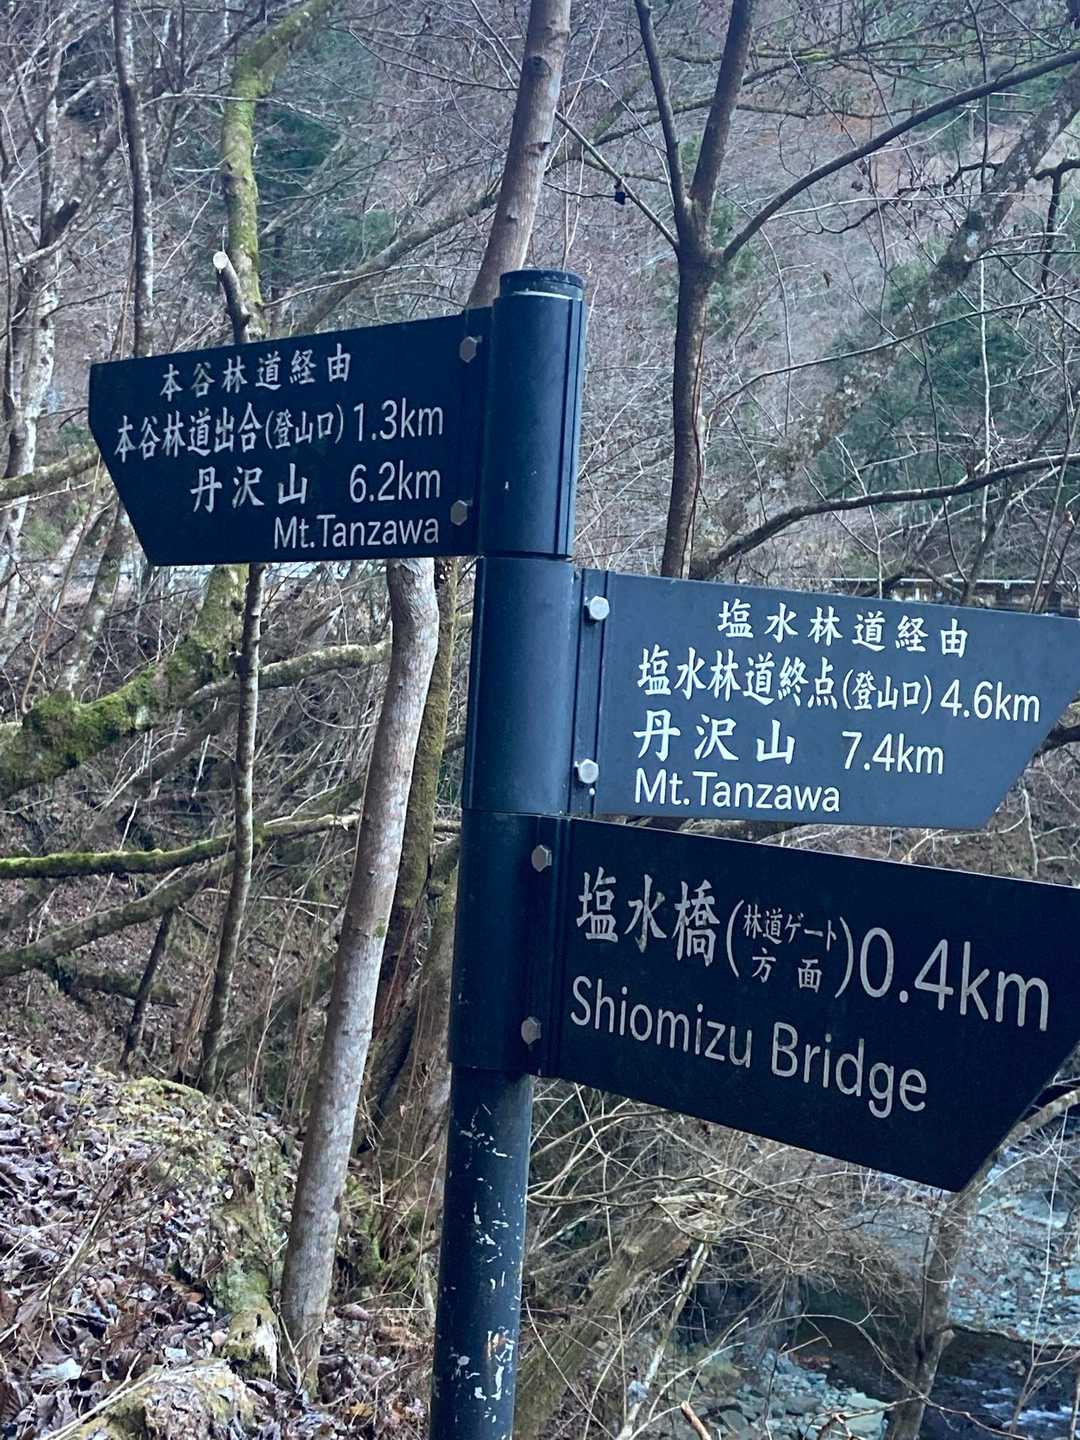 本谷林道経由
本谷林道出合(登山口) 1.3km
丹沢山 6.2km
Mt.Tanzawa
塩水林道経由
塩水林道終点(登山口) 4.6km
丹沢山 7.4km
Mt.Tanzawa
塩水橋(林道ゲート方面) 0.4km
Shiomizu Bridge